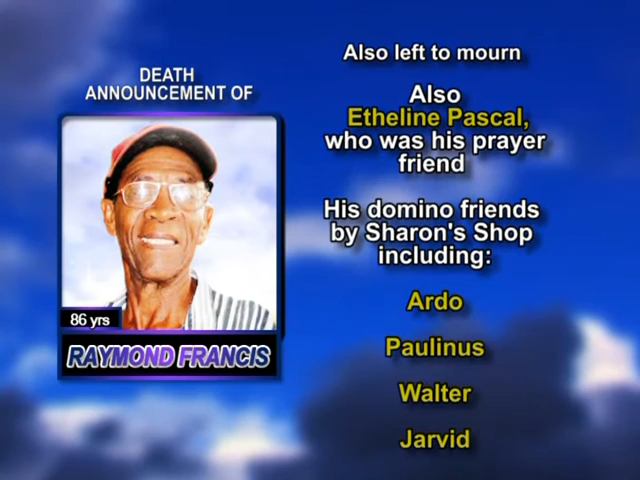 DEATH
ANNOUNCEMENT OF
86 yrs
RAYMOND FRANCIS
Also left to mourn
Also
Etheline Pascal,
who was his prayer
friend
His domino friends
by Sharon's Shop
including:
Ardo
Paulinus
Walter
Jarvid